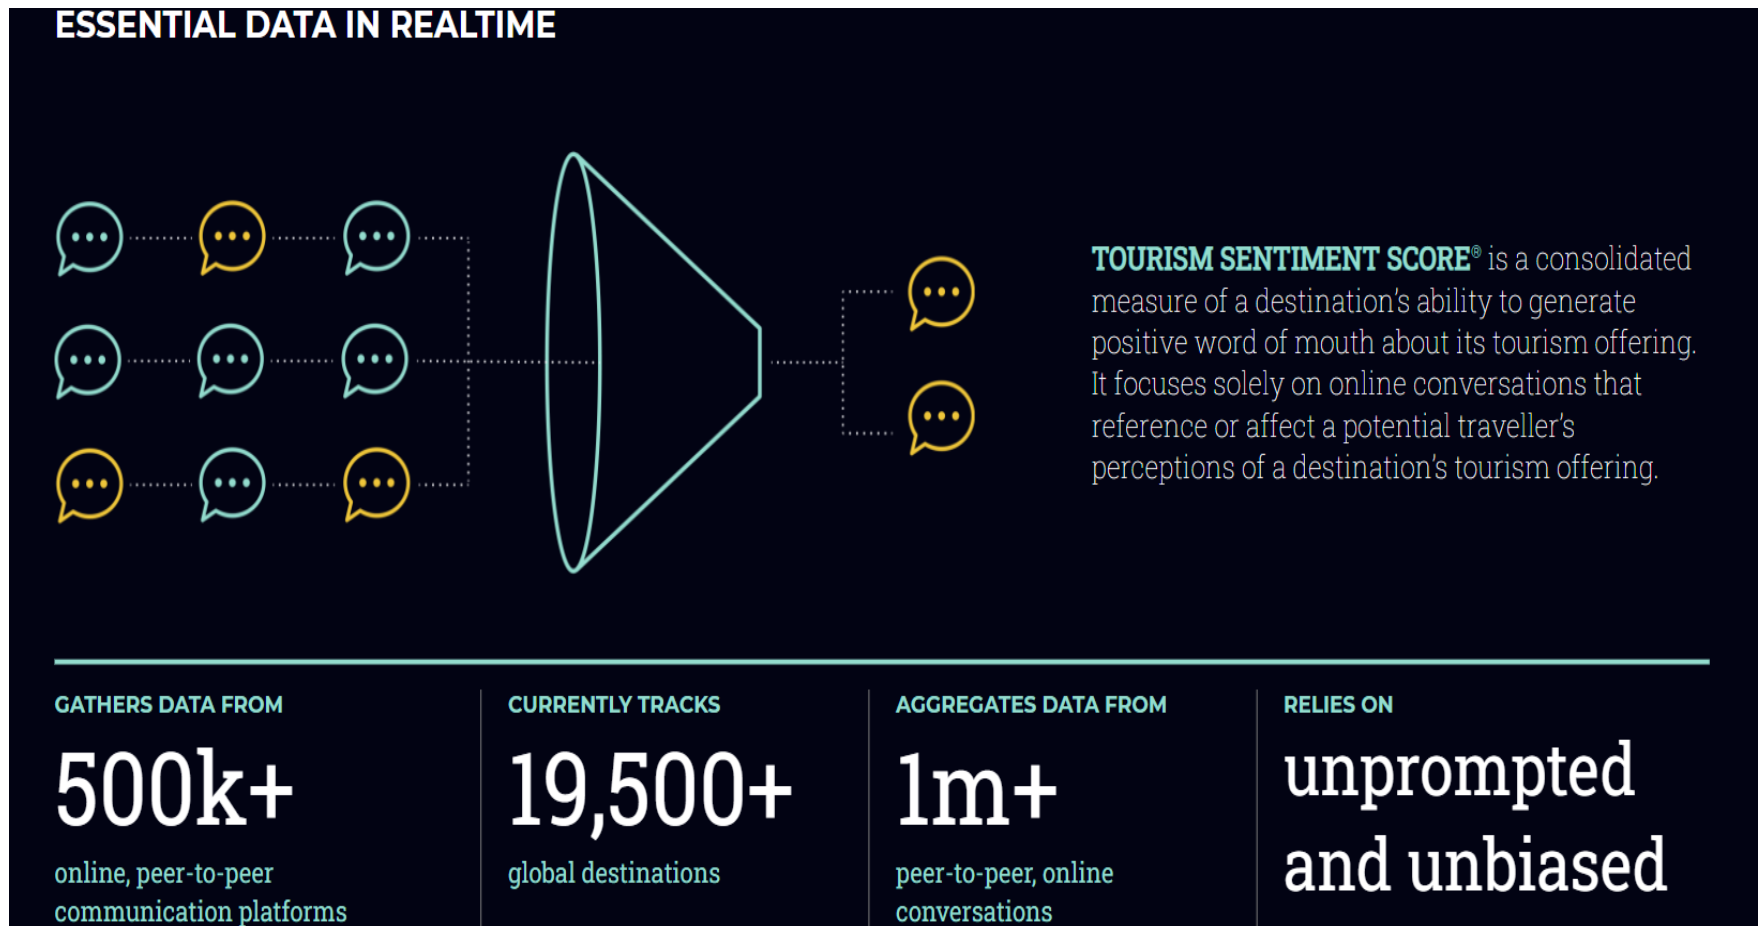 ESSENTIAL DATA IN REALTIME
TOURISM SENTIMENT SCORE® is a consolidated
measure of a destination's ability to generate
positive word of mouth about its tourism offering.
It focuses solely on online conversations that
reference or affect a potential traveller's
perceptions of a destination's tourism offering.
GATHERS DATA FROM
500k+
online, peer-to-peer
communication platforms
CURRENTLY TRACKS
19,500+
global destinations
AGGREGATES DATA FROM
1m+
peer-to-peer, online
conversations
RELIES ON
unprompted
and unbiased